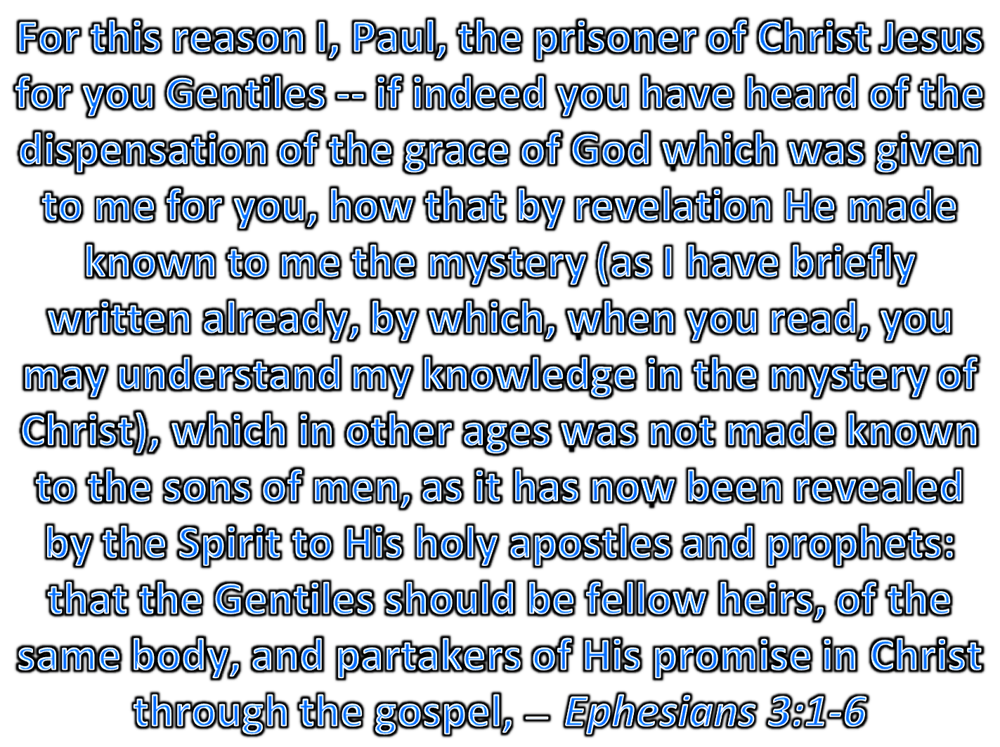 For this reason I, Paul, the prisoner of Christ Jesus
for you Gentiles -- if indeed you have heard of the
dispensation of the grace of God which was given
to me for you, how that by revelation He made
known to me the mystery (as I have briefly
written already, by which, when you read, you
may understand my knowledge in the mystery of
Christ), which in other ages was not made known
to the sons of men, as it has now been revealed
by the Spirit to His holy apostles and prophets:
that the Gentiles should be fellow heirs, of the
same body, and partakers of His promise in Christ
through the gospel, — Ephesians 3:1-6